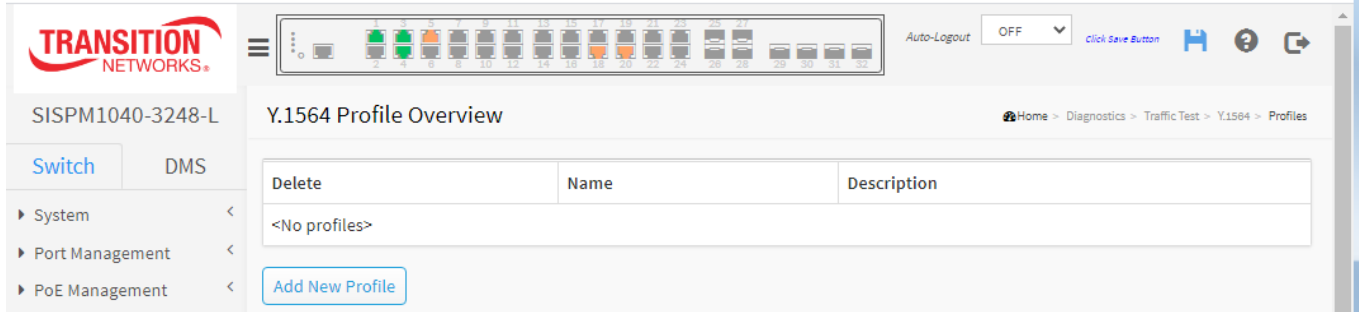 1 3 5 7 9 11 13 15 17 19 21 23 25 27
2 4 6 8 10 12 14 16 18 20 22 24 26 28 29 30 31 32
TRANSITION
NETWORKS®
Auto-Logout OFF Click Save Button
SISPM1040-3248-L
Y.1564 Profile Overview
Home > Diagnostics > Traffic Test > Y.1564 > Profiles
Switch DMS
Delete Name Description
<No profiles>
System
Port Management
PoE Management
Add New Profile